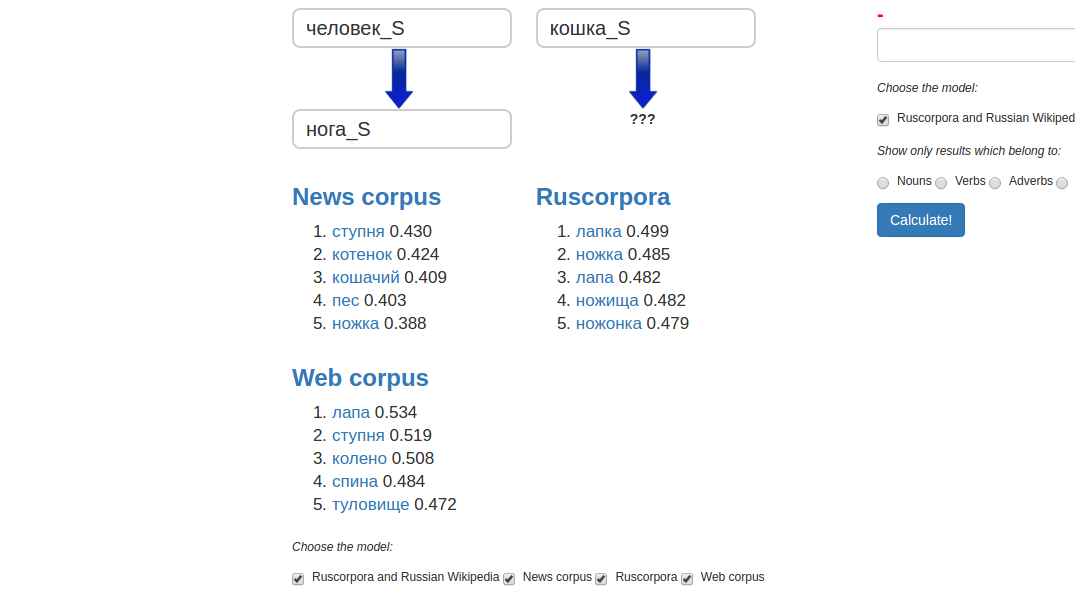 человек_S
кошка_S
нога_S
???
News corpus
1. ступня 0.430
2. котенок 0.424
3. кошачий 0.409
4. пес 0.403
5. ножка 0.388
Ruscorpora
1. лапка 0.499
2. ножка 0.485
3. лапа 0.482
4. ножища 0.482
5. ножонка 0.479
Web corpus
1. лапа 0.534
2. ступня 0.519
3. колено 0.508
4. спина 0.484
5. туловище 0.472
Choose the model:
Ruscorpora and Russian Wikipedia News corpus Ruscorpora Web corpus
-
Choose the model:
Ruscorpora and Russian Wikiped
Show only results which belong to:
Nouns Verbs Adverbs
Calculate!